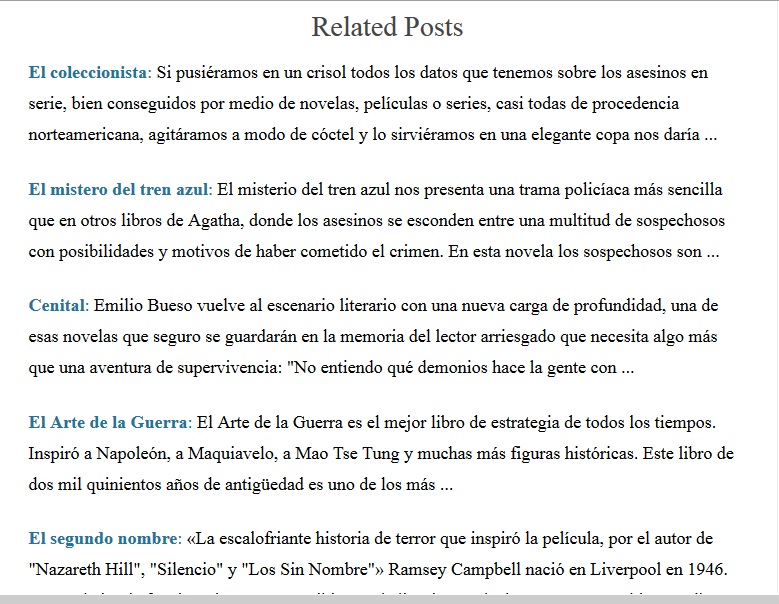 Related Posts
El coleccionista: Si pusiéramos en un crisol todos los datos que tenemos sobre los asesinos en
serie, bien conseguidos por medio de novelas, películas o series, casi todas de procedencia
norteamericana, agitáramos a modo de cóctel y lo sirviéramos en una elegante copa nos daría ...
El mistero del tren azul: El misterio del tren azul nos presenta una trama policíaca más sencilla
que en otros libros de Agatha, donde los asesinos se esconden entre una multitud de sospechosos
con posibilidades y motivos de haber cometido el crimen. En esta novela los sospechosos son ...
Cenital: Emilio Bueso vuelve al escenario literario con una nueva carga de profundidad, una de
esas novelas que seguro se guardarán en la memoria del lector arriesgado que necesita algo más
que una aventura de supervivencia: "No entiendo qué demonios hace la gente con ...
El Arte de la Guerra: El Arte de la Guerra es el mejor libro de estrategia de todos los tiempos.
Inspiró a Napoleón, a Maquiavelo, a Mao Tse Tung y muchas más figuras históricas. Este libro de
dos mil quinientos años de antigüedad es uno de los más ...
El segundo nombre: «La escalofriante historia de terror que inspiró la película, por el autor de
"Nazareth Hill", "Silencio" y "Los Sin Nombre"» Ramsey Campbell nació en Liverpool en 1946.